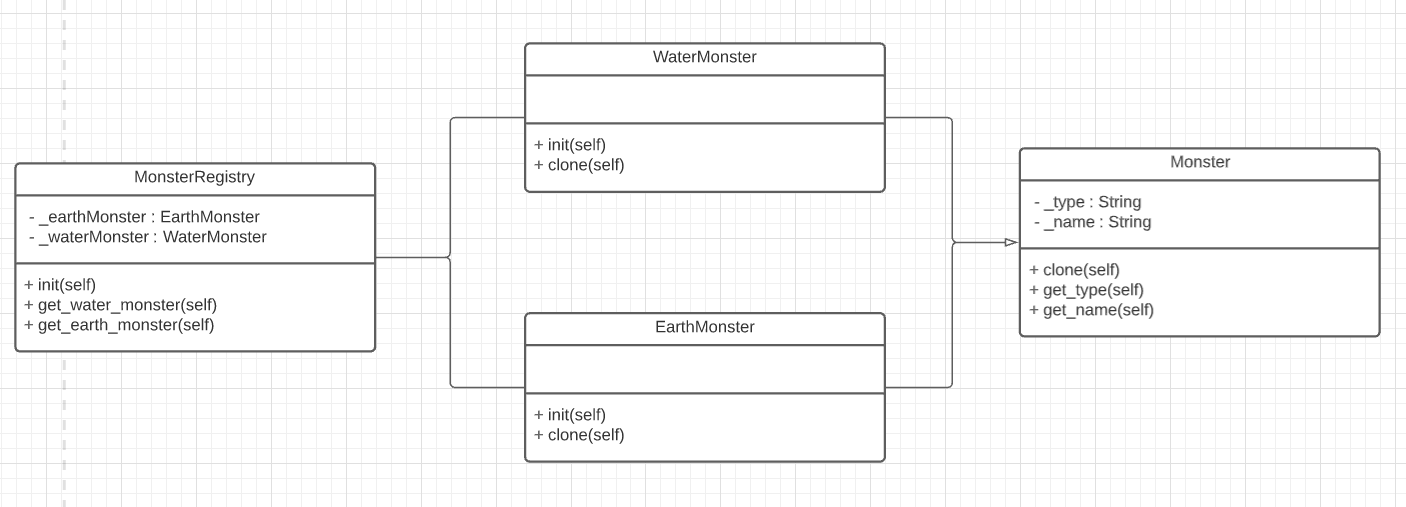 MonsterRegistry
- _earthMonster : EarthMonster
- _waterMonster : WaterMonster
+ init(self)
+ get_water_monster(self)
+ get_earth_monster(self)
WaterMonster
+ init(self)
+ clone(self)
EarthMonster
+ init(self)
+ clone(self)
Monster
- _type : String
- _name : String
+ clone(self)
+ get_type(self)
+ get_name(self)